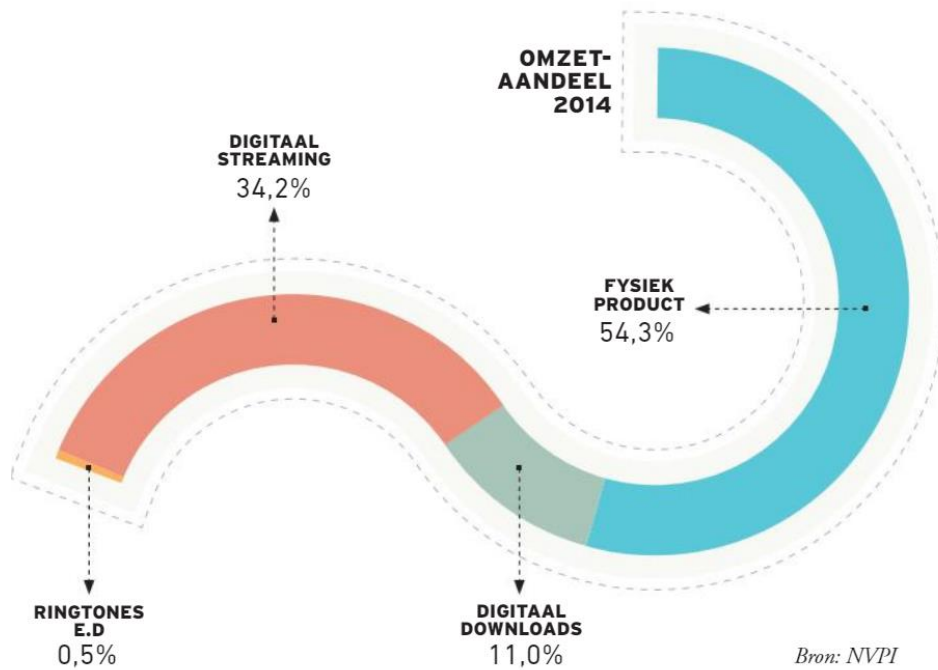 OMZET-
AANDEEL
2014
DIGITAAL
STREAMING
34,2%
FYSIEK
PRODUCT
54,3%
RINGTONES
E.D
0,5%
DIGITAAL
DOWNLOADS
11,0%
Bron: NVPI